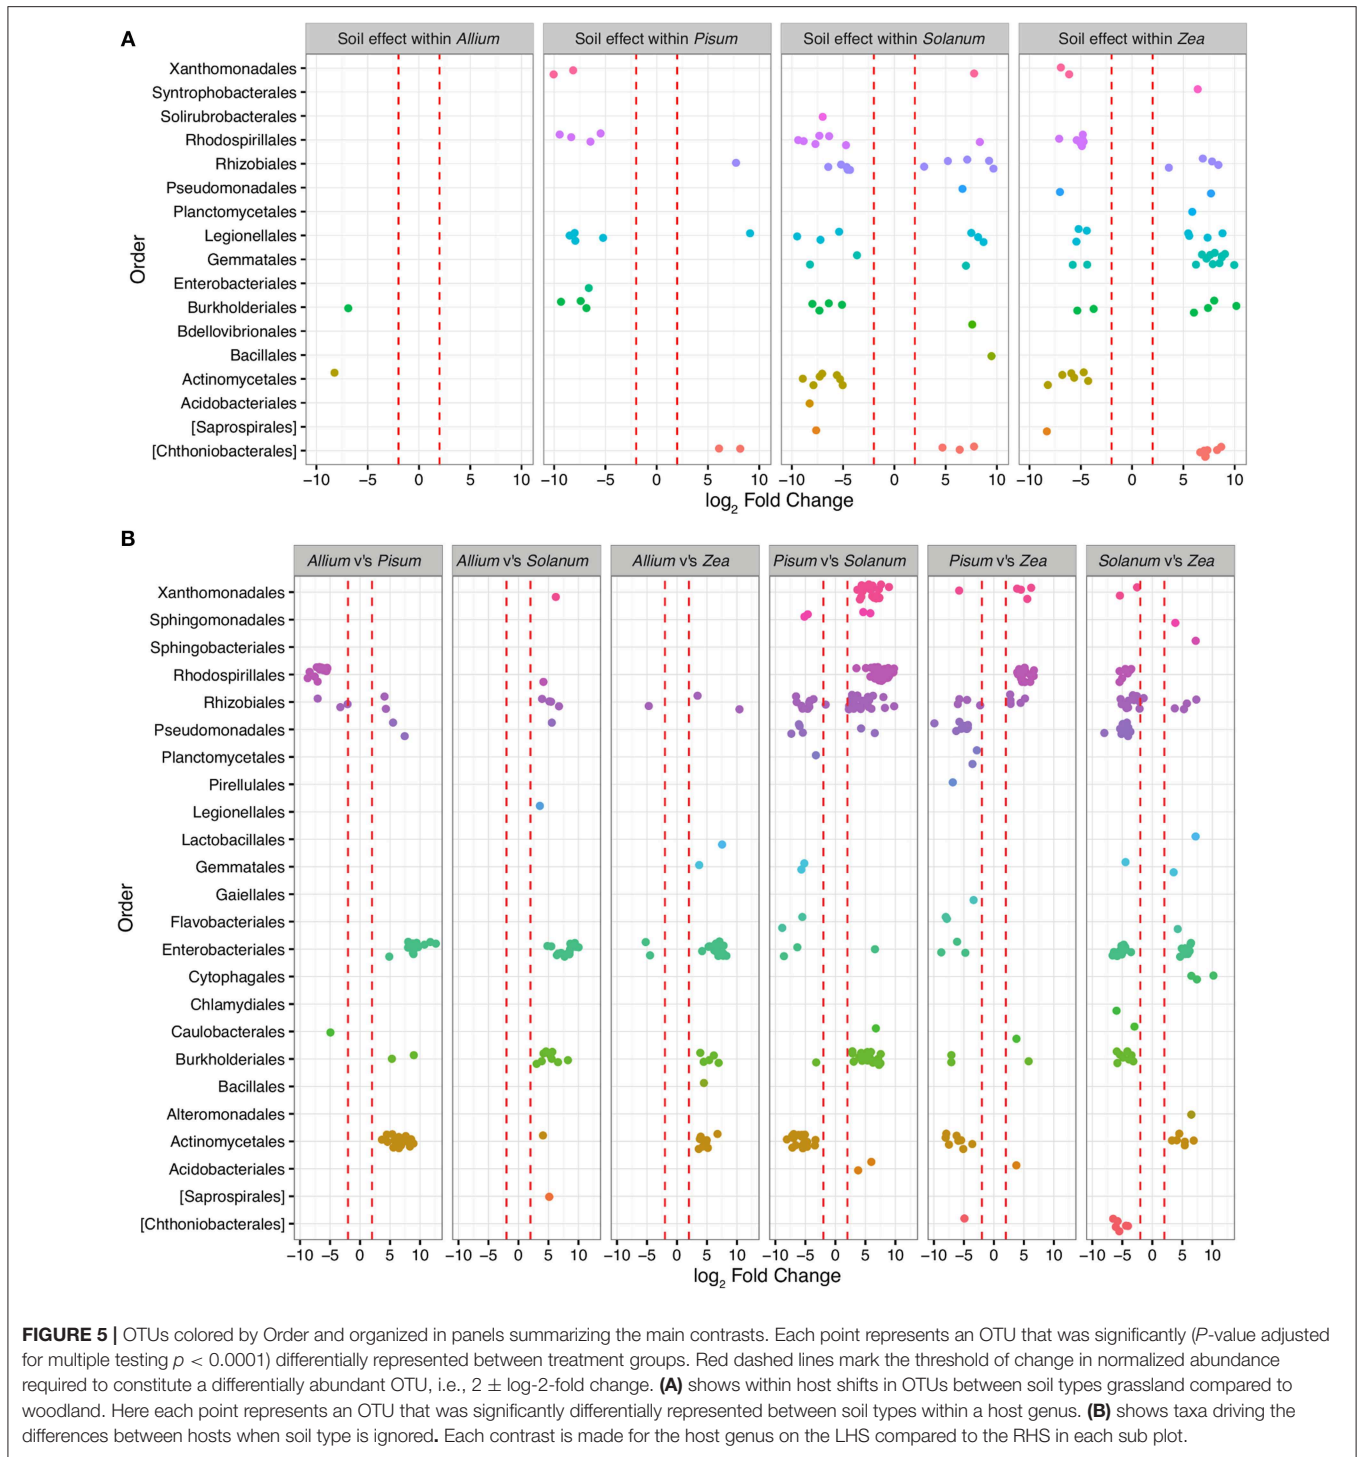 A
Soil effect within Allium
Soil effect within Pisum
Soil effect within Solanum
Soil effect within Zea
Order
Xanthomonadales
Syntrophobacterales
Solirubrobacterales
Rhodospirillales
Rhizobiales
Pseudomonadales
Planctomycetales
Legionellales
Gemmatales
Enterobacteriales
Burkholderiales
Bdellovibrionales
Bacillales
Actinomycetales
Acidobacteriales
[Saprospirales]
[Chthoniobacterales]
−10 −5 0 5 10 −10 −5 0 5 10 −10 −5 0 5 10 −10 −5 0 5 10
log2 Fold Change
B
Allium v's Pisum
Allium v's Solanum
Allium v's Zea
Pisum v's Solanum
Pisum v's Zea
Solanum v's Zea
Order
Xanthomonadales
Sphingomonadales
Sphingobacteriales
Rhodospirillales
Rhizobiales
Pseudomonadales
Planctomycetales
Pirellulales
Legionellales
Lactobacillales
Gemmatales
Gaiellales
Flavobacteriales
Enterobacteriales
Cytophagales
Chlamydiales
Caulobacterales
Burkholderiales
Bacillales
Alteromonadales
Actinomycetales
Acidobacteriales
[Saprospirales]
[Chthoniobacterales]
−10 −5 0 5 10 −10 −5 0 5 10 −10 −5 0 5 10 −10 −5 0 5 10 −10 −5 0 5 10 −10 −5 0 5 10
log2 Fold Change
FIGURE 5 | OTUs colored by Order and organized in panels summarizing the main contrasts. Each point represents an OTU that was significantly (P-value adjusted
for multiple testing p < 0.0001) differentially represented between treatment groups. Red dashed lines mark the threshold of change in normalized abundance
required to constitute a differentially abundant OTU, i.e., 2 ± log-2-fold change. (A) shows within host shifts in OTUs between soil types grassland compared to
woodland. Here each point represents an OTU that was significantly differentially represented between soil types within a host genus. (B) shows taxa driving the
differences between hosts when soil type is ignored. Each contrast is made for the host genus on the LHS compared to the RHS in each sub plot.